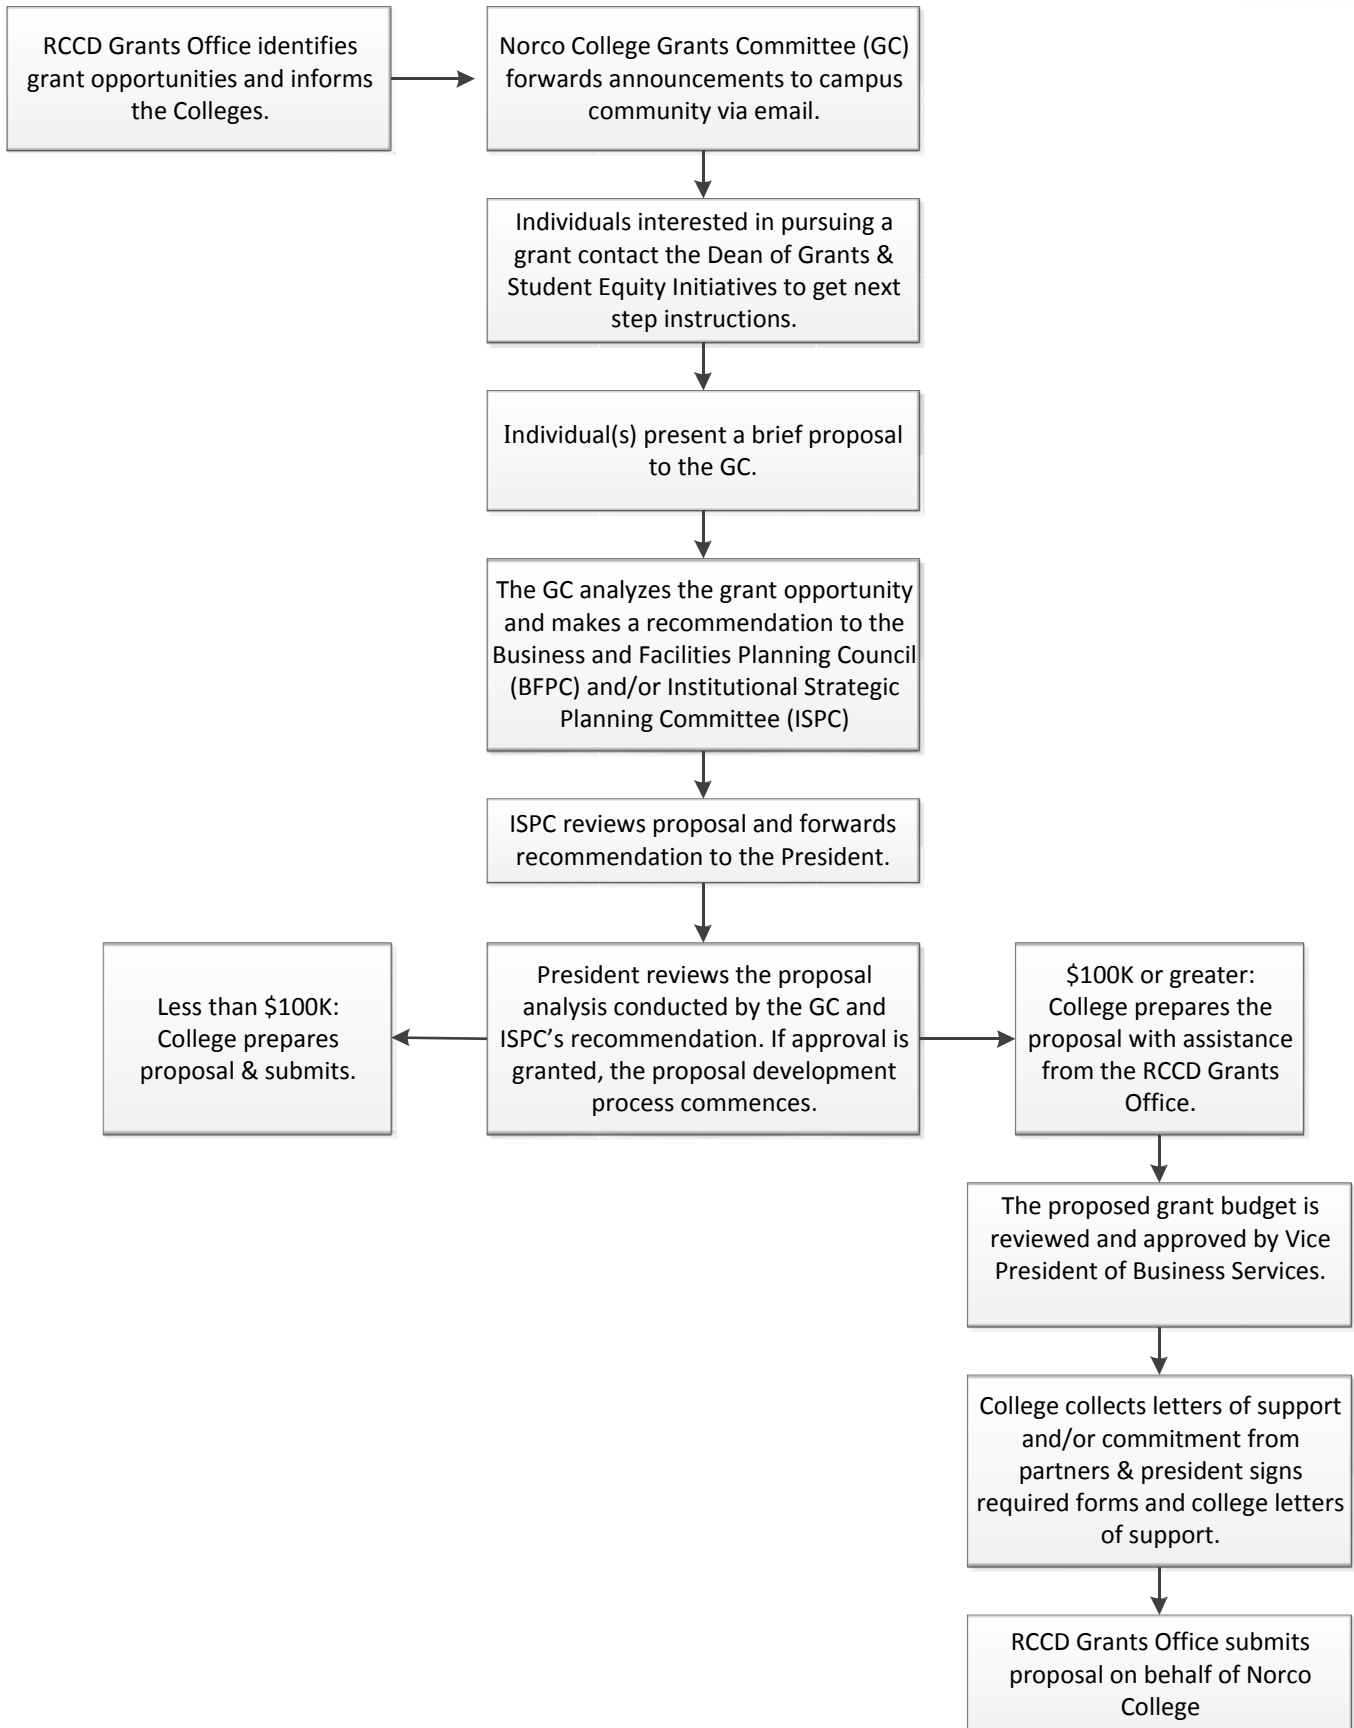 RCCD Grants Office identifies
grant opportunities and informs
the Colleges.
Norco College Grants Committee (GC)
forwards announcements to campus
community via email.
Individuals interested in pursuing a
grant contact the Dean of Grants &
Student Equity Initiatives to get next
step instructions.
Individual(s) present a brief proposal
to the GC.
The GC analyzes the grant opportunity
and makes a recommendation to the
Business and Facilities Planning Council
(BFPC) and/or Institutional Strategic
Planning Committee (ISPC)
ISPC reviews proposal and forwards
recommendation to the President.
Less than $100K:
College prepares
proposal & submits.
President reviews the proposal
analysis conducted by the GC and
ISPC’s recommendation. If approval is
granted, the proposal development
process commences.
$100K or greater:
College prepares the
proposal with assistance
from the RCCD Grants
Office.
The proposed grant budget is
reviewed and approved by Vice
President of Business Services.
College collects letters of support
and/or commitment from
partners & president signs
required forms and college letters
of support.
RCCD Grants Office submits
proposal on behalf of Norco
College